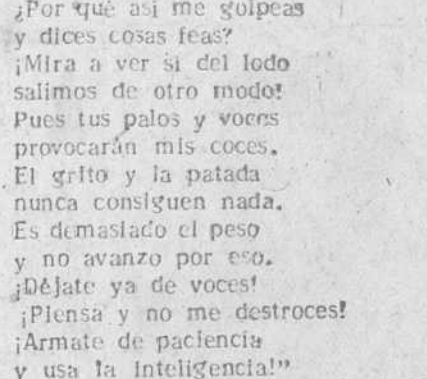 ¿Por qué así me golpeas
y dices cosas feas?
¡Mira a ver si del lodo
salimos de otro modo!
Pues tus palos y voces
provocarán mis coces.
El grito y la patada
nunca consiguen nada.
Es demasiado el peso
y no avanzo por eso.
¡Déjate ya de voces!
¡Piensa y no me destroces!
¡Armate de paciencia
y usa la inteligencia!”